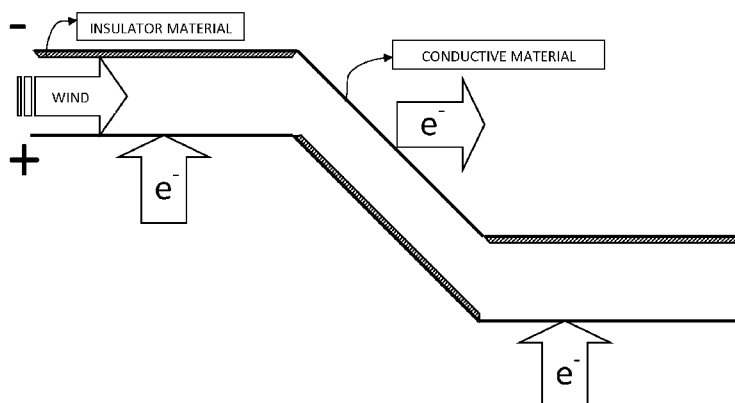 -
INSULATOR MATERIAL
CONDUCTIVE MATERIAL
WIND
e-
+
e-
e-